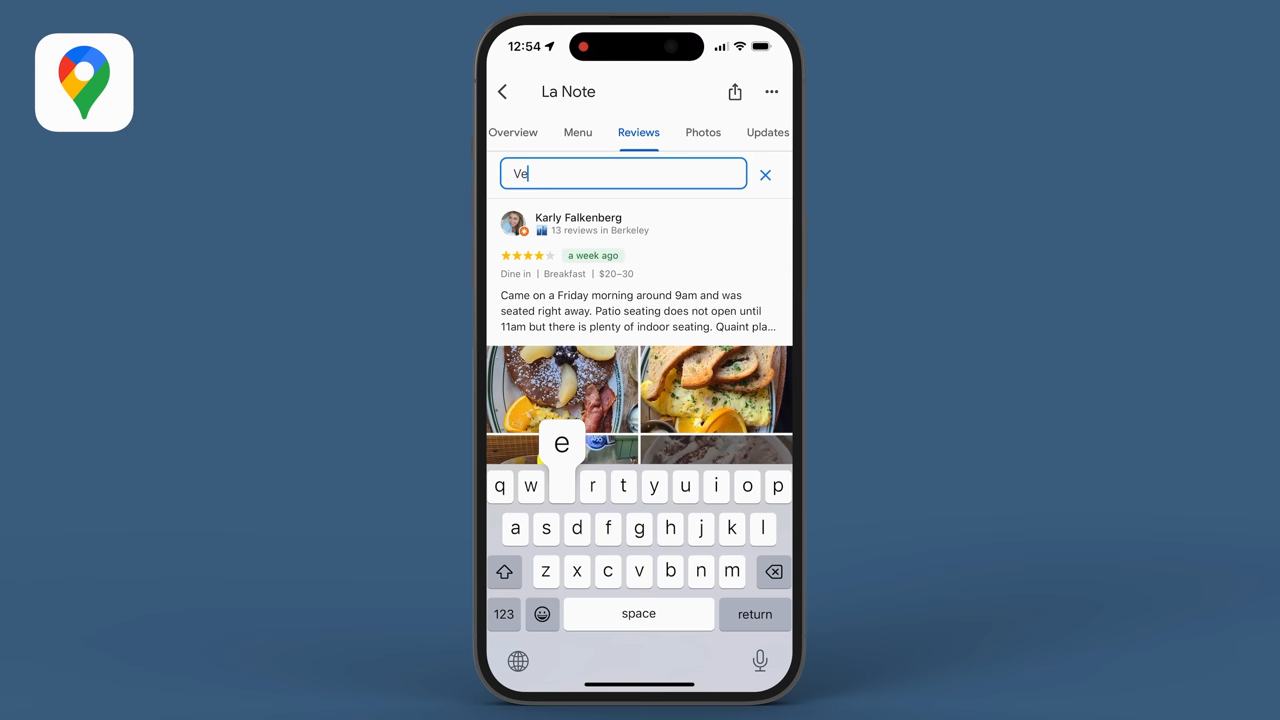 12:54
La Note
Overview Menu Reviews Photos Updates
Ve
Karly Falkenberg
13 reviews in Berkeley
a week ago
Dine in | Breakfast | $20–30
Came on a Friday morning around 9am and was
seated right away. Patio seating does not open until
11am but there is plenty of indoor seating. Quaint pla...
e
q w r t y u i o p
a s d f g h j k l
z x c v b n m
123 space return